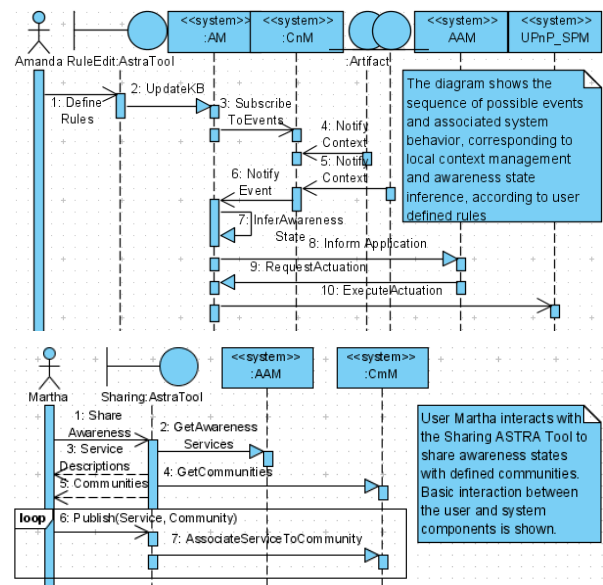 <<system>>
:AM
<<system>>
:CnM
<<system>>
AAM
<<system>>
UPnP_SPM
Amanda
RuleEdit:AstraTool
:Artifact
1: Define
Rules
2: UpdateKB
3: Subscribe
ToEvents
4: Notify
Context
5: Notify
Context
6: Notify
Event
7: InferAwareness
State
8: Inform Application
9: RequestActuation
10: ExecuteActuation
The diagram shows the
sequence of possible events
and associated system
behavior, corresponding to
local context management
and awareness state
inference, according to user
defined rules
<<system>>
:AAM
<<system>>
:CmM
Martha
Sharing:AstraTool
1: Share
Awareness
2: GetAwareness
Services
3: Service
Descriptions
4: GetCommunities
5: Communities
loop
6: Publish(Service, Community)
7: AssociateServiceToCommunity
User Martha interacts with
the Sharing ASTRA Tool to
share awareness states
with defined communities.
Basic interaction between
the user and system
components is shown.